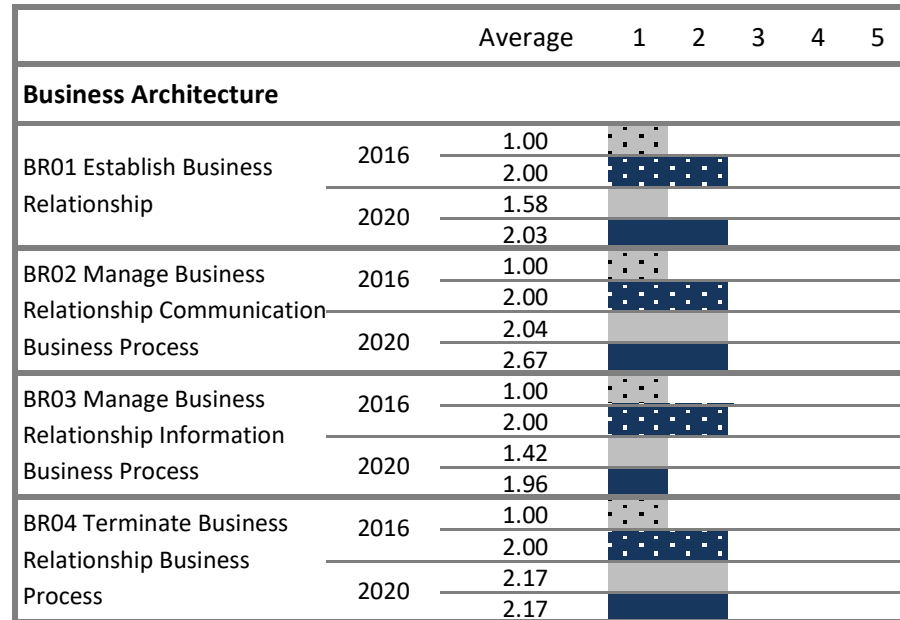 Average 1 2 3 4 5
Business Architecture
BR01 Establish Business
Relationship
2016
1.00
2.00
2020
1.58
2.03
BR02 Manage Business
Relationship Communication
Business Process
2016
1.00
2.00
2020
2.04
2.67
BR03 Manage Business
Relationship Information
Business Process
2016
1.00
2.00
2020
1.42
1.96
BR04 Terminate Business
Relationship Business
Process
2016
1.00
2.00
2020
2.17
2.17